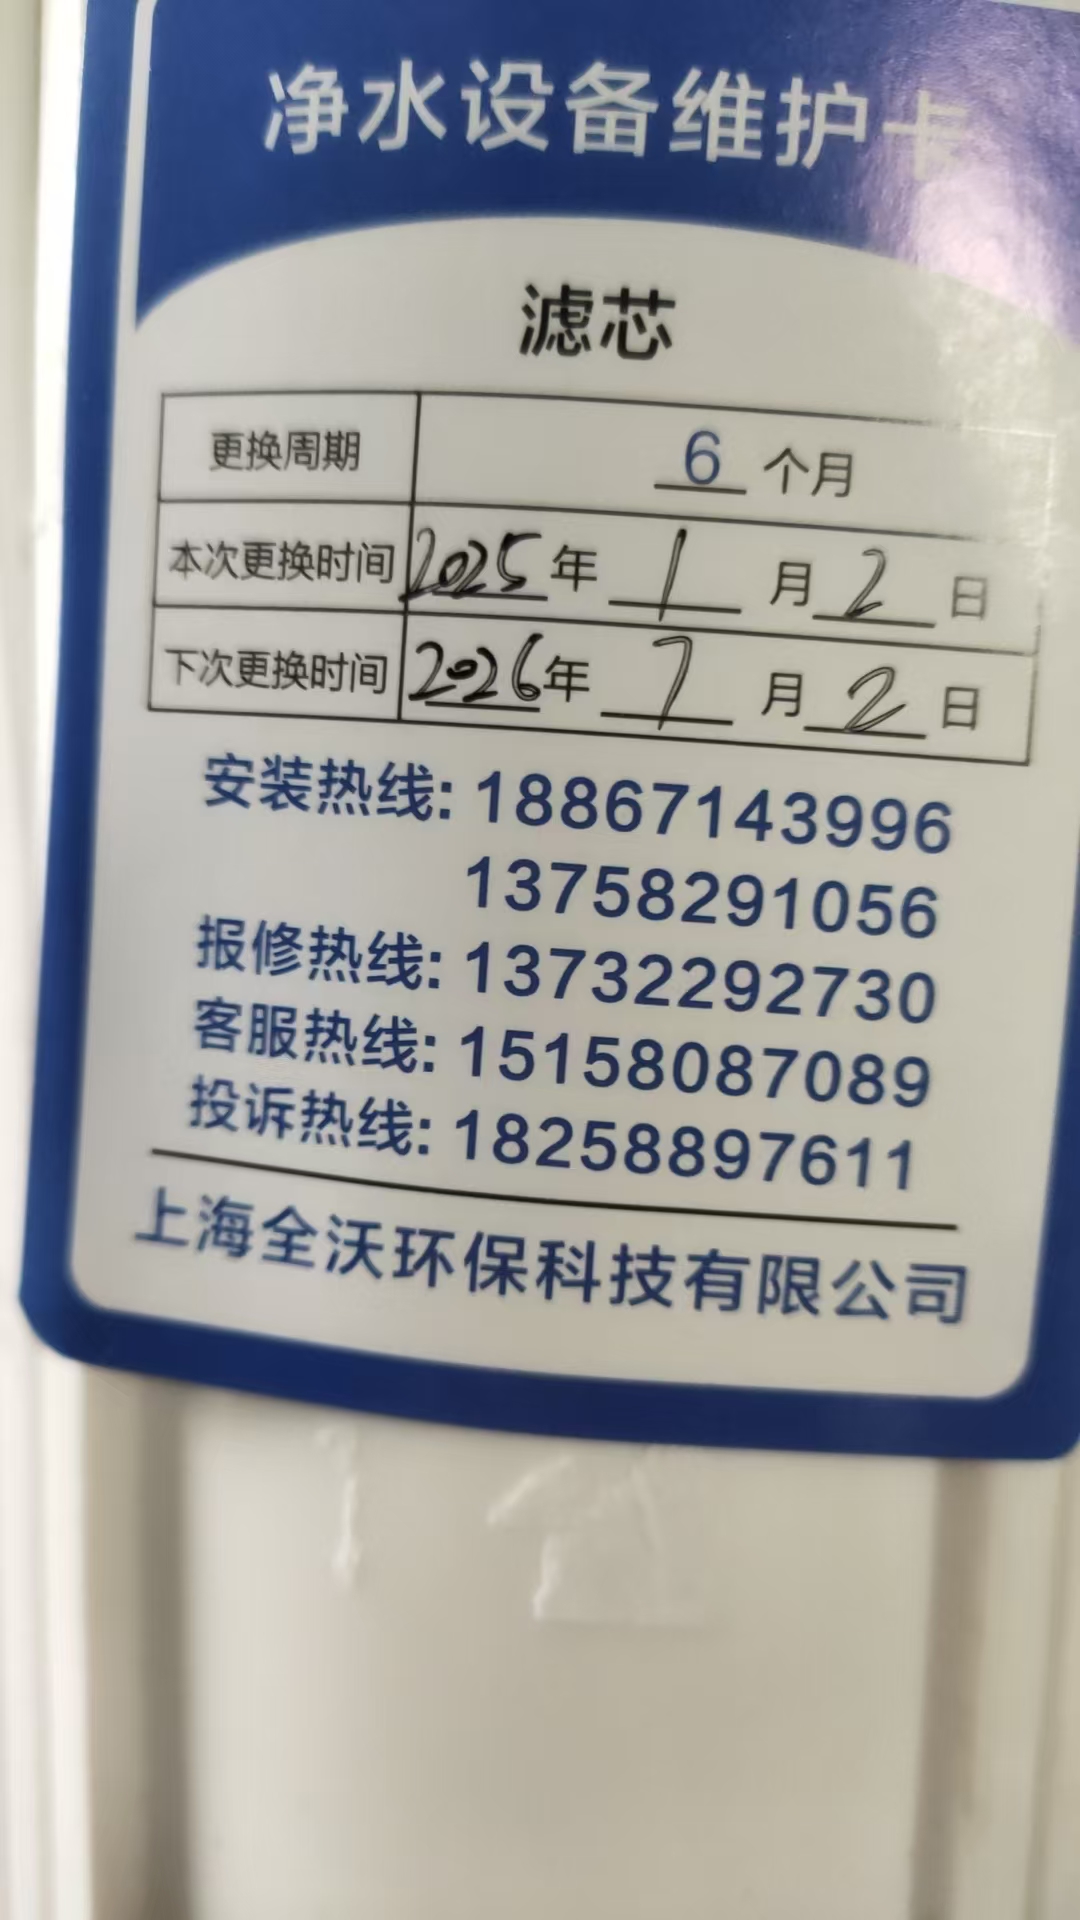 净水设备维护卡
滤芯
更换周期 6 个月
本次更换时间 2025年 1 月 2 日
下次更换时间 2026年 7 月 2 日
安装热线: 18867143996
13758291056
报修热线: 13732292730
客服热线: 15158087089
投诉热线: 18258897611
上海全沃环保科技有限公司